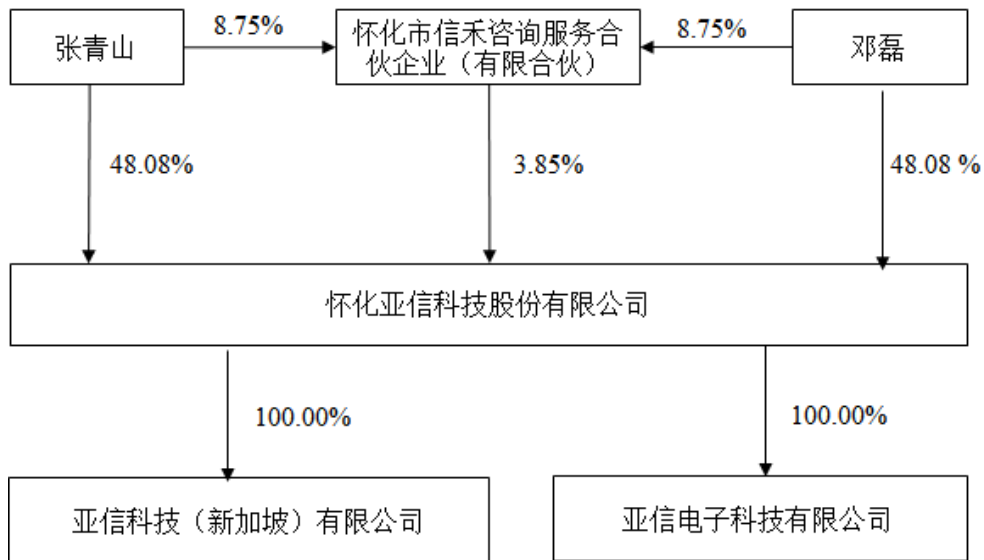 张青山
8.75%
怀化市信禾咨询服务合
伙企业（有限合伙）
8.75%
邓磊
48.08%
3.85%
48.08 %
怀化亚信科技股份有限公司
100.00%
100.00%
亚信科技（新加坡）有限公司
亚信电子科技有限公司